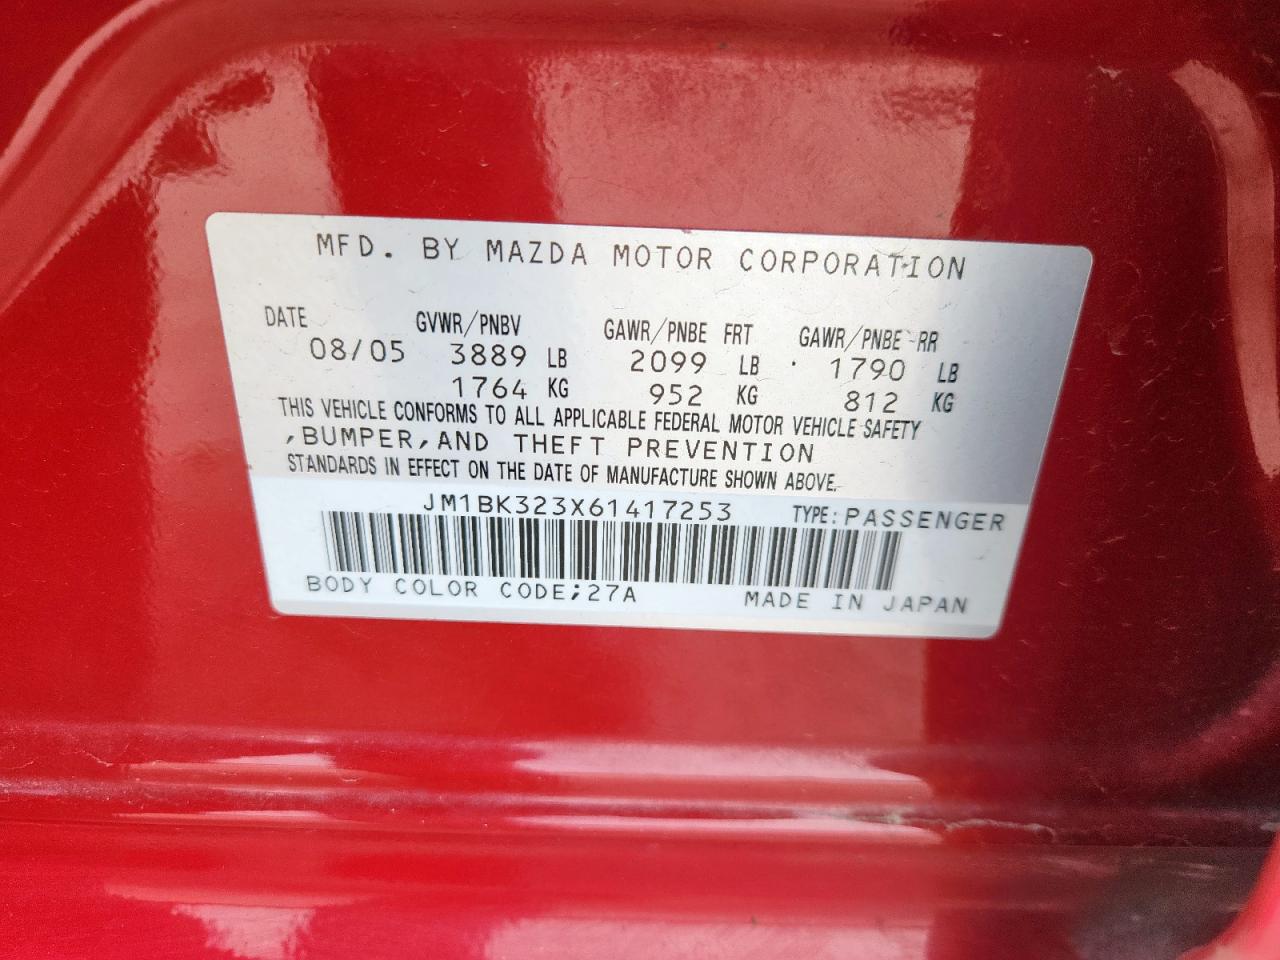 MFD. BY MAZDA MOTOR CORPORATION
DATE GVWR/PNBV GAWR/PNBE FRT GAWR/PNBE RR
08/05 3889 LB 2099 LB 1790 LB
1764 KG 952 KG 812 KG
THIS VEHICLE CONFORMS TO ALL APPLICABLE FEDERAL MOTOR VEHICLE SAFETY
,BUMPER,AND THEFT PREVENTION
STANDARDS IN EFFECT ON THE DATE OF MANUFACTURE SHOWN ABOVE.
JM1BK323X61417253 TYPE:PASSENGER
BODY COLOR CODE;27A MADE IN JAPAN